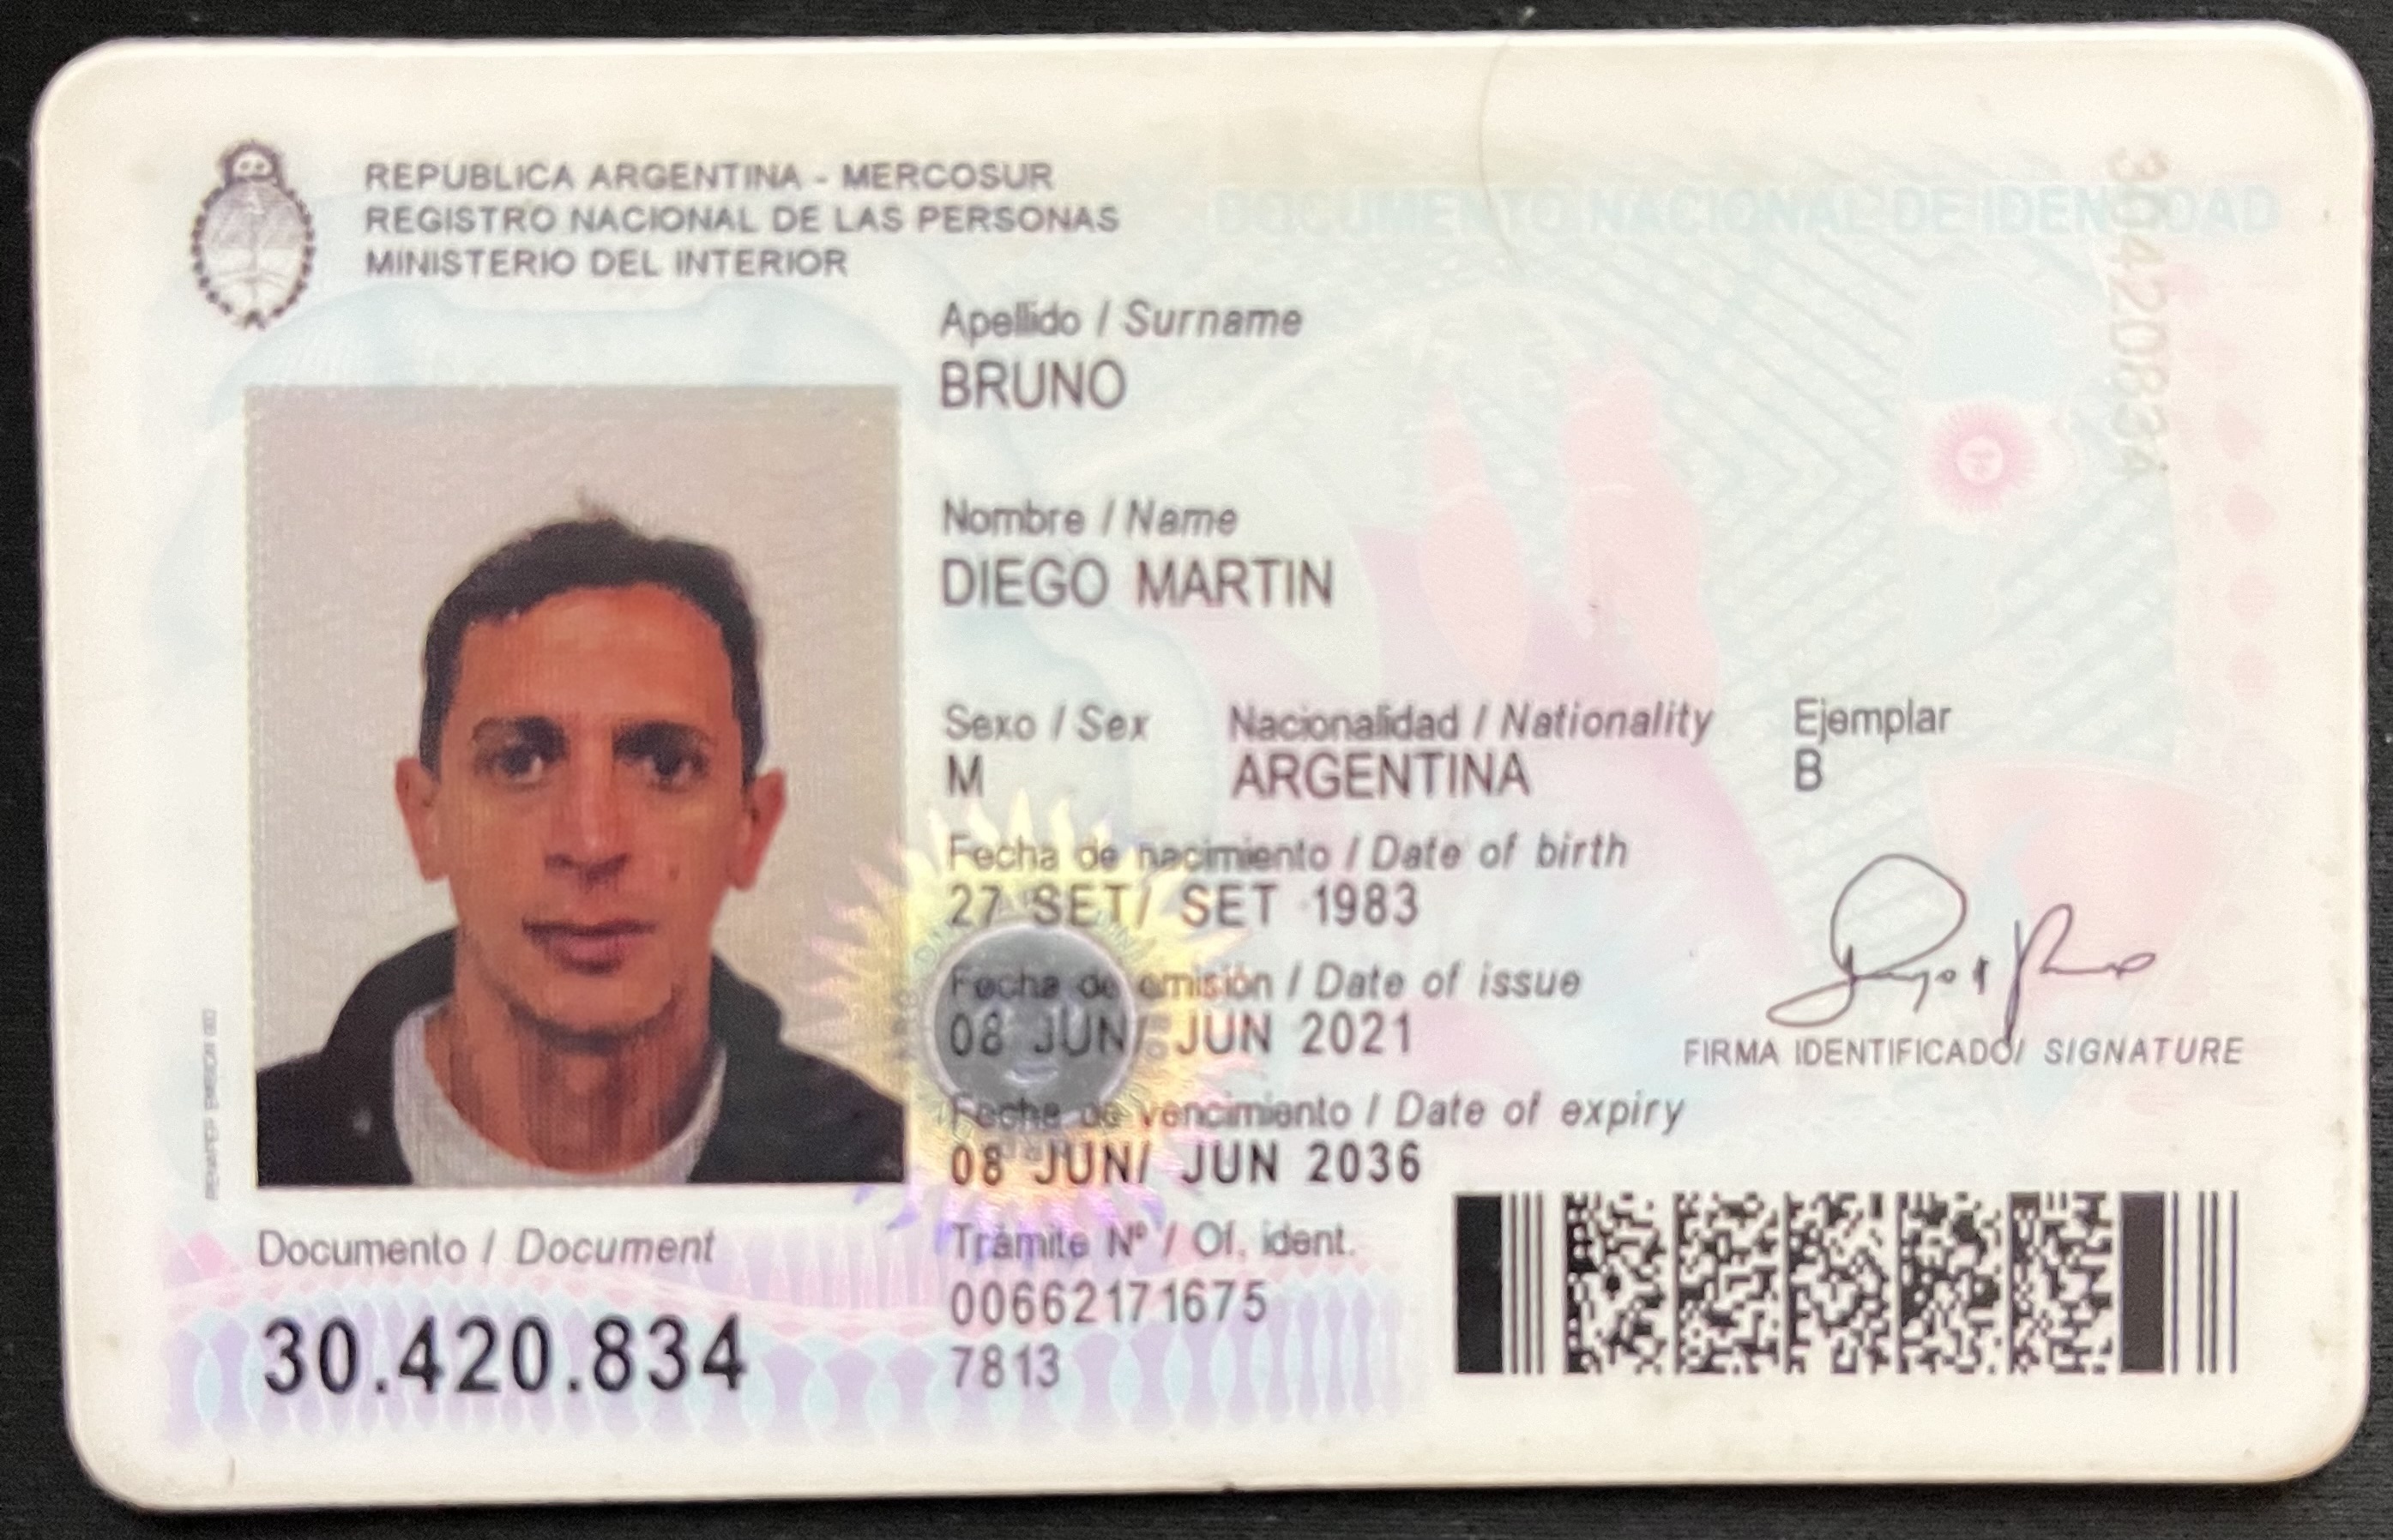 REPUBLICA ARGENTINA - MERCOSUR
REGISTRO NACIONAL DE LAS PERSONAS
MINISTERIO DEL INTERIOR
DOCUMENTO NACIONAL DE IDENTIDAD
30420834
Apellido / Surname
BRUNO
Nombre / Name
DIEGO MARTIN
Sexo / Sex Nacionalidad / Nationality Ejemplar
M ARGENTINA B
Fecha de nacimiento / Date of birth
27 SET/ SET 1983
Fecha de emisión / Date of issue
08 JUN/ JUN 2021
FIRMA IDENTIFICADO/ SIGNATURE
Fecha de vencimiento / Date of expiry
08 JUN/ JUN 2036
Documento / Document
30.420.834
Trámite Nº / Of. ident.
00662171675
7813